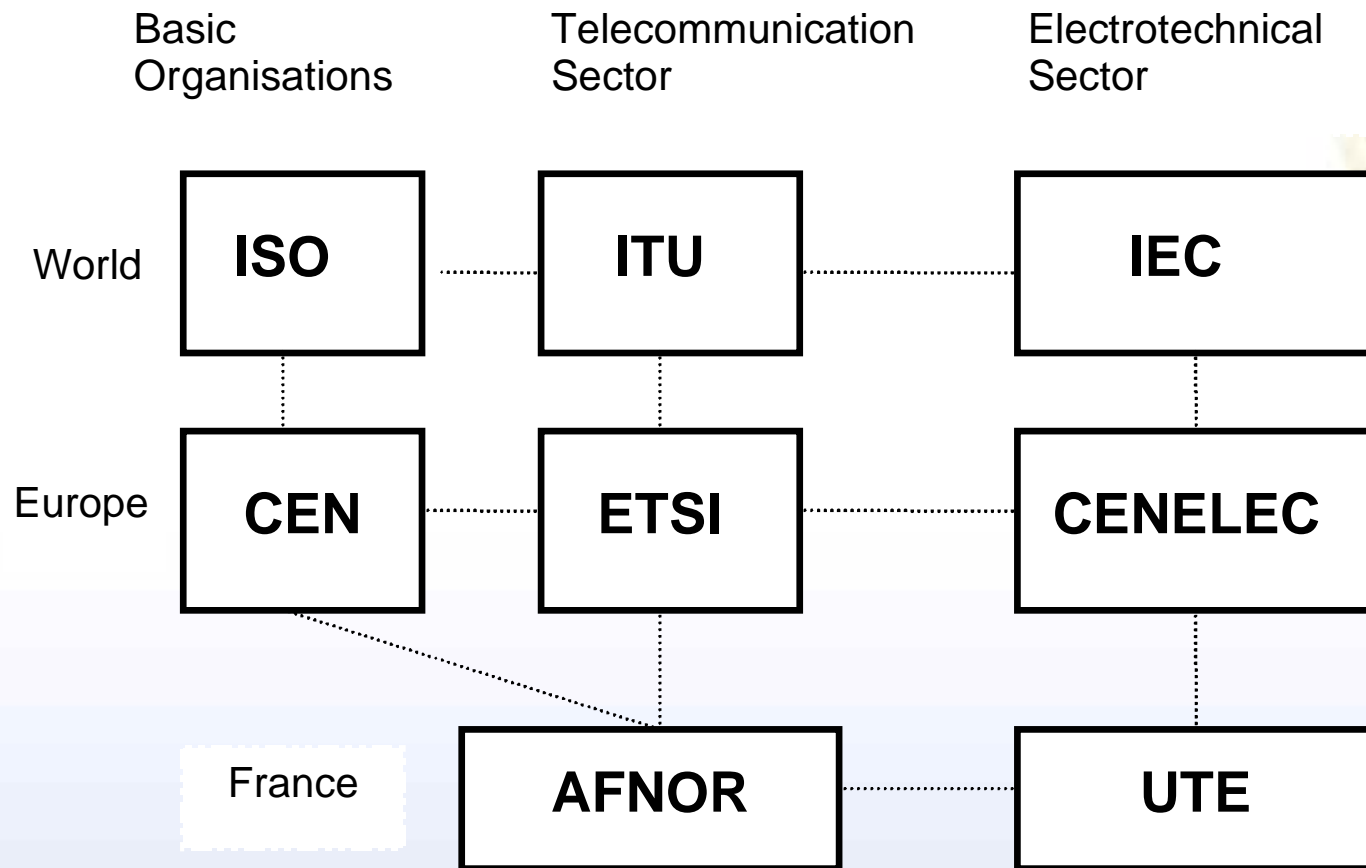 Basic
Organisations
Telecommunication
Sector
Electrotechnical
Sector
World
ISO
ITU
IEC
Europe
CEN
ETSI
CENELEC
France
AFNOR
UTE